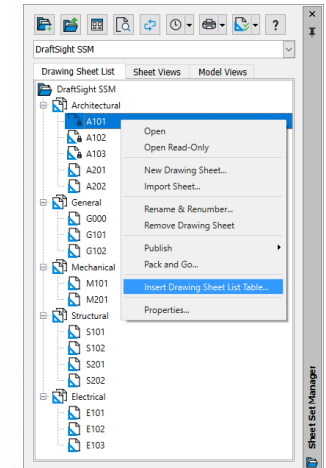 DraftSight SSM
Drawing Sheet List Sheet Views Model Views
DraftSight SSM
Architectural
A101
A102
A103
A201
A202
General
G000
G101
G102
Mechanical
M101
M201
Structural
S101
S102
S201
S202
Electrical
E101
E102
E103
Open
Open Read-Only
New Drawing Sheet...
Import Sheet...
Rename & Renumber...
Remove Drawing Sheet
Publish
Pack and Go...
Insert Drawing Sheet List Table...
Properties...
Sheet Set Manager